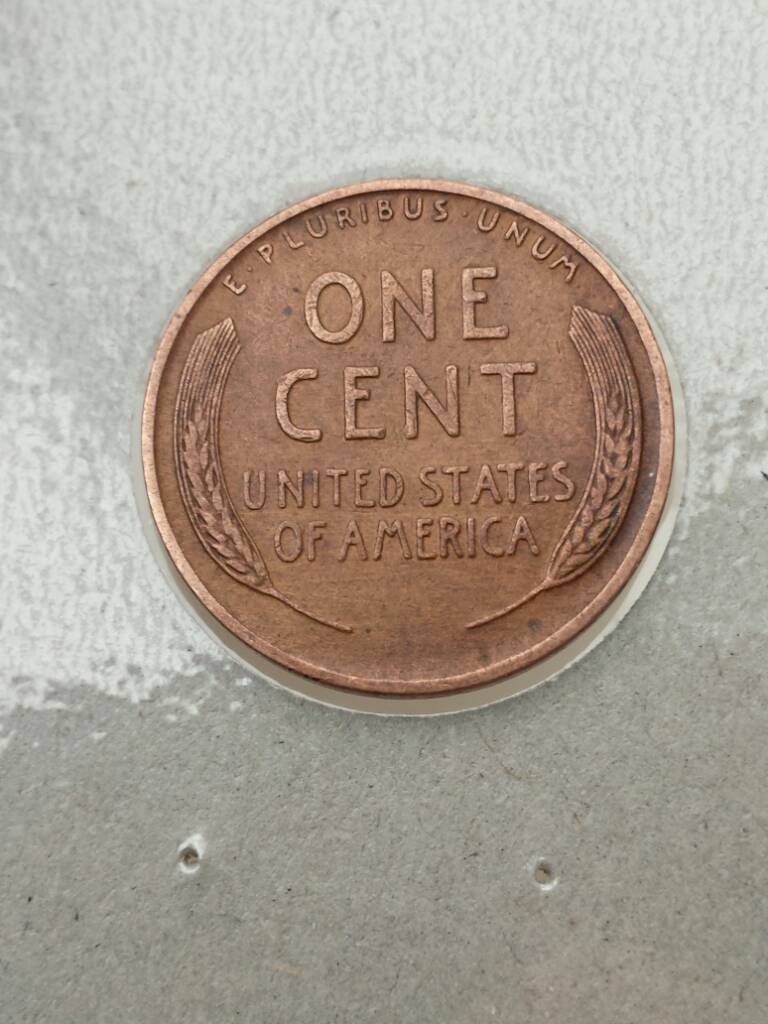 E·PLURIBUS·UNUM
ONE
CENT
UNITED STATES
OF AMERICA